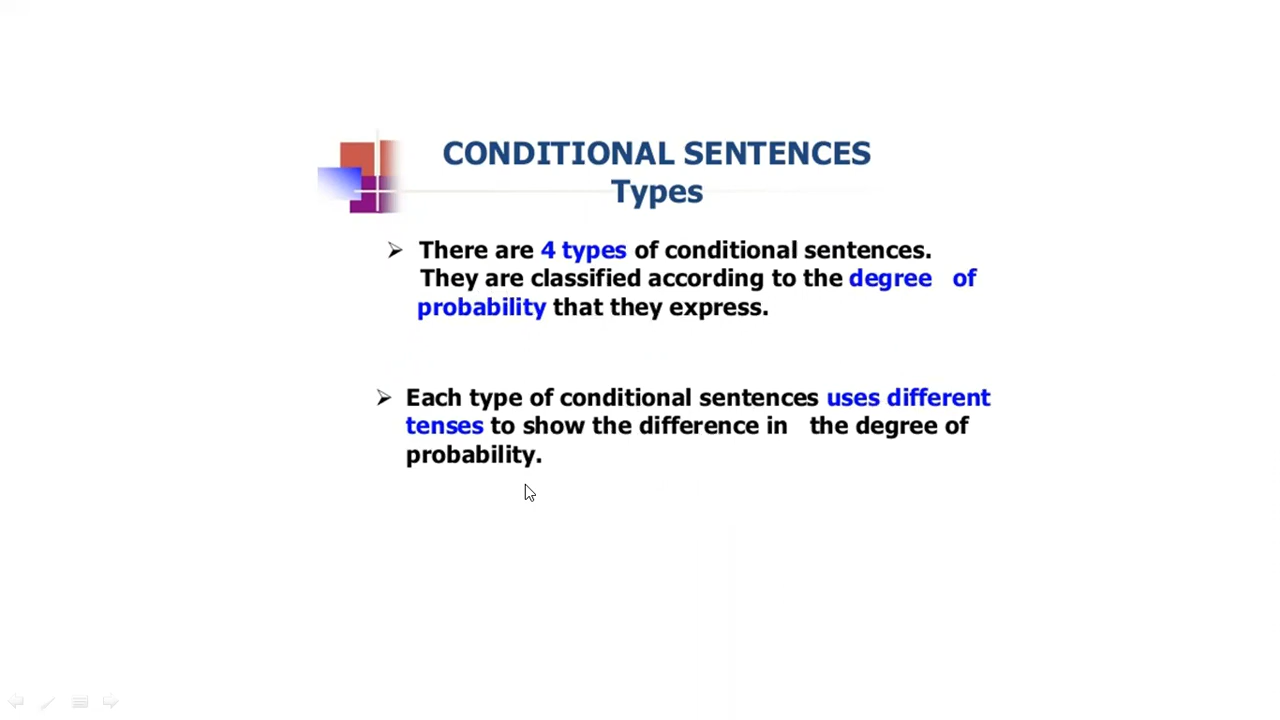 CONDITIONAL SENTENCES
Types
There are 4 types of conditional sentences.
They are classified according to the degree of
probability that they express.
Each type of conditional sentences uses different
tenses to show the difference in the degree of
probability.